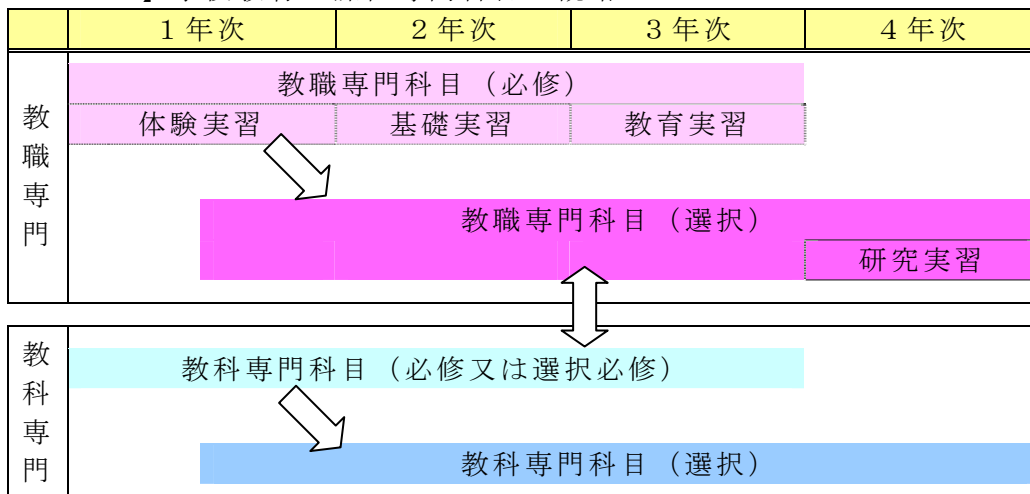 １年次 ２年次 ３年次 ４年次
教職専門
教職専門科目（必修）
体験実習 基礎実習 教育実習
教職専門科目（選択）
研究実習
教科専門
教科専門科目（必修又は選択必修）
教科専門科目（選択）